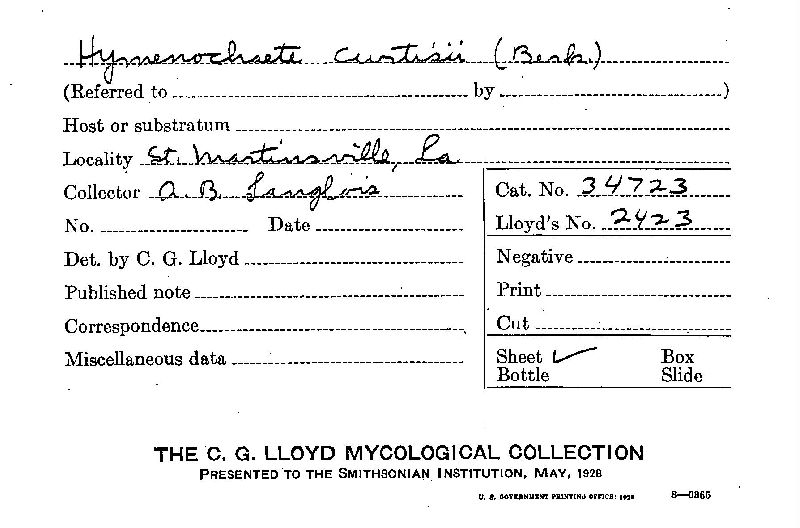 Hymenochaete curtisii (Berk.)
(Referred to by )
Host or substratum
Locality St. Martinsville, La
Collector A. B. Langlois
Cat. No. 34723
No. Date
Lloyd's No. 2423
Det. by C. G. Lloyd
Negative
Published note
Print
Correspondence
Cut
Miscellaneous data
Sheet ✓ Box
Bottle Slide
THE C. G. LLOYD MYCOLOGICAL COLLECTION
PRESENTED TO THE SMITHSONIAN INSTITUTION, MAY, 1928
U. S. GOVERNMENT PRINTING OFFICE: 1928 8—0365